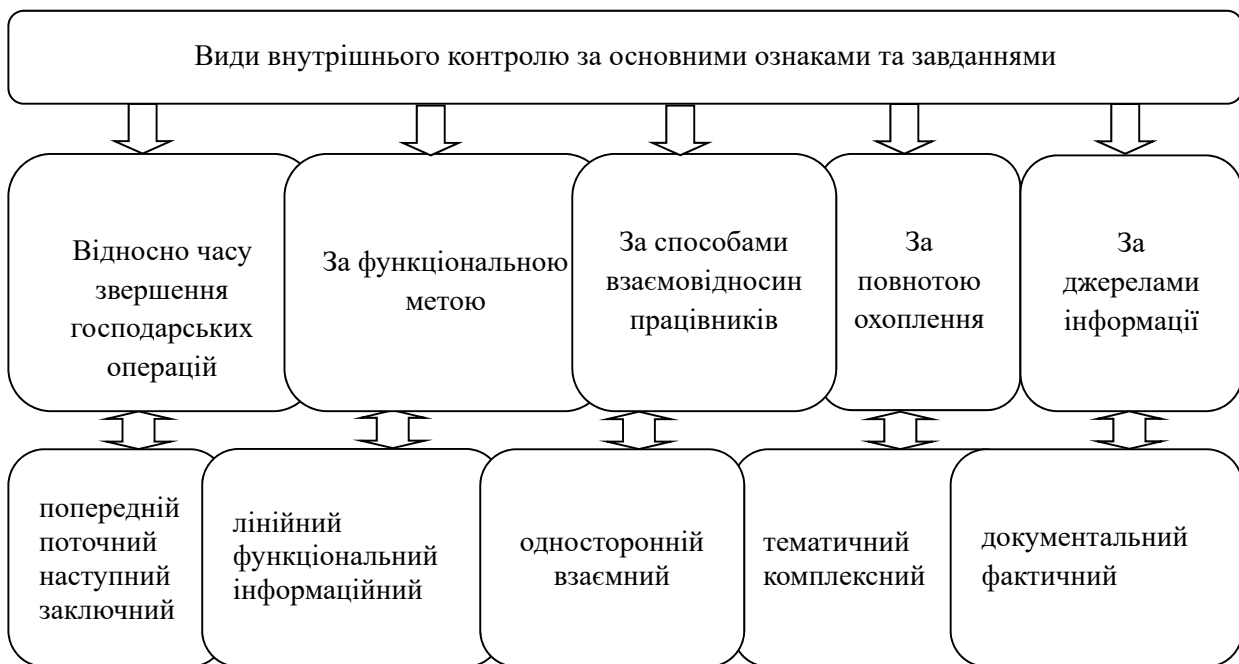 Види внутрішнього контролю за основними ознаками та завданнями
Відносно часу
звершення
господарських
операцій
За функціональною
метою
За способами
взаємовідносин
працівників
За
повнотою
охоплення
За
джерелами
інформації
попередній
поточний
наступний
заключний
лінійний
функціональний
інформаційний
односторонній
взаємний
тематичний
комплексний
документальний
фактичний